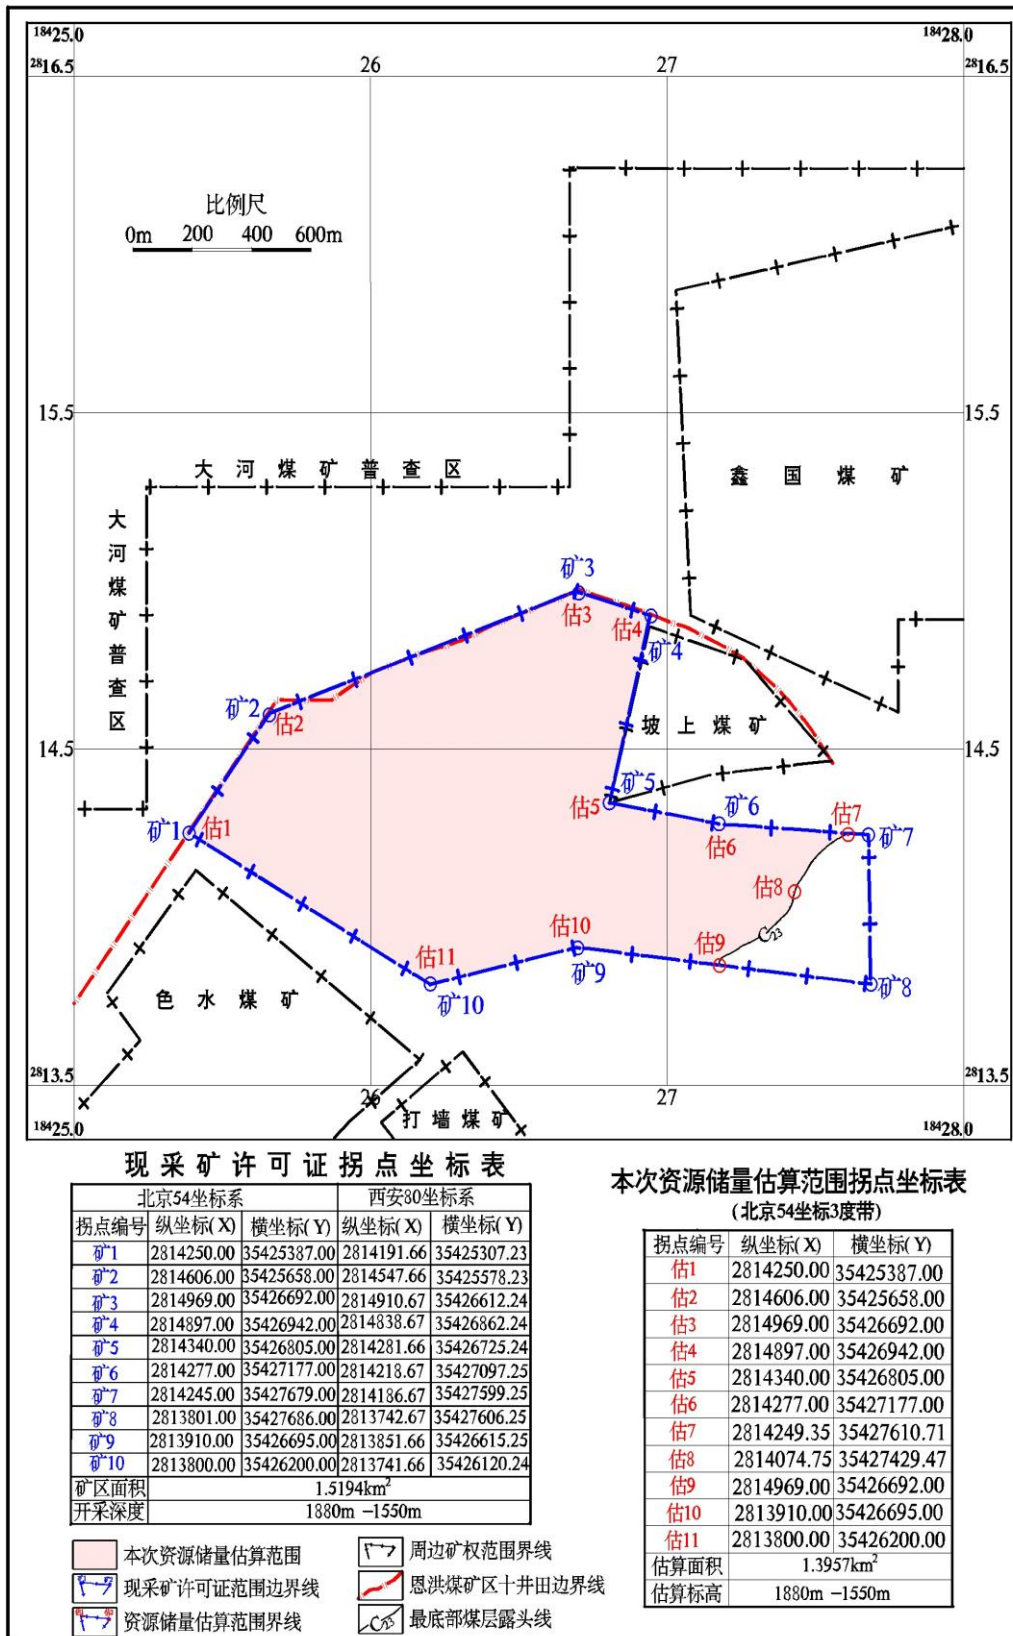 ¹⁸425.0
¹⁸428.0
²⁸16.5
26
27
²⁸16.5
比例尺
0m 200 400 600m
15.5
15.5
大河煤矿普查区
鑫国煤矿
大河煤矿普查区
矿3
估3
估4
矿4
矿2
估2
坡上煤矿
14.5
14.5
矿5
估5
矿6
估6
估7
矿7
矿1
估1
估8
C23
估10
估9
矿9
估11
矿10
矿8
色水煤矿
²⁸13.5
26
27
²⁸13.5
打墙煤矿
¹⁸425.0
¹⁸428.0
现采矿许可证拐点坐标表
北京54坐标系 西安80坐标系
拐点编号 纵坐标(X) 横坐标(Y) 纵坐标(X) 横坐标(Y)
矿1 2814250.00 35425387.00 2814191.66 35425307.23
矿2 2814606.00 35425658.00 2814547.66 35425578.23
矿3 2814969.00 35426692.00 2814910.67 35426612.24
矿4 2814897.00 35426942.00 2814838.67 35426862.24
矿5 2814340.00 35426805.00 2814281.66 35426725.24
矿6 2814277.00 35427177.00 2814218.67 35427097.25
矿7 2814245.00 35427679.00 2814186.67 35427599.25
矿8 2813801.00 35427686.00 2813742.67 35427606.25
矿9 2813910.00 35426695.00 2813851.66 35426615.25
矿10 2813800.00 35426200.00 2813741.66 35426120.24
矿区面积 1.5194km²
开采深度 1880m －1550m
本次资源储量估算范围拐点坐标表
(北京54坐标3度带)
拐点编号 纵坐标(X) 横坐标(Y)
估1 2814250.00 35425387.00
估2 2814606.00 35425658.00
估3 2814969.00 35426692.00
估4 2814897.00 35426942.00
估5 2814340.00 35426805.00
估6 2814277.00 35427177.00
估7 2814249.35 35427610.71
估8 2814074.75 35427429.47
估9 2814969.00 35426692.00
估10 2813910.00 35426695.00
估11 2813800.00 35426200.00
估算面积 1.3957km²
估算标高 1880m －1550m
本次资源储量估算范围
周边矿权范围界线
现采矿许可证范围边界线
恩洪煤矿区十井田边界线
资源储量估算范围界线
C23 最底部煤层露头线